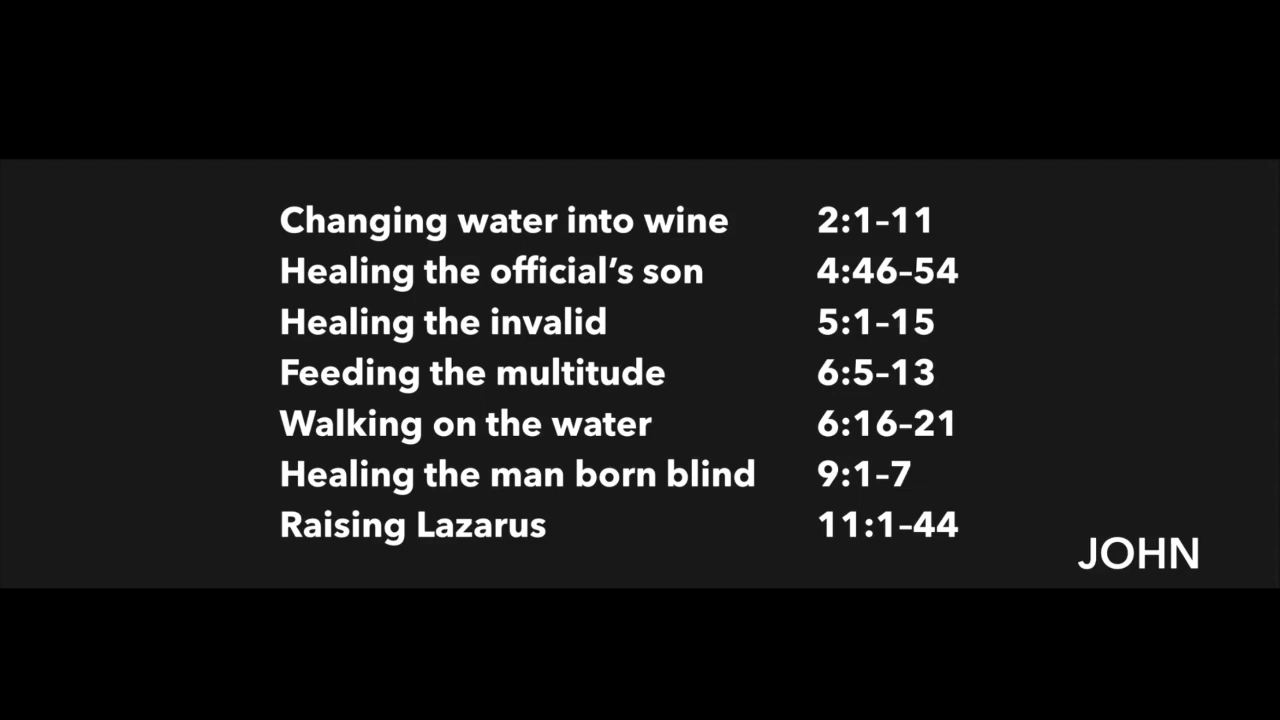 Changing water into wine 2:1–11
Healing the official’s son 4:46–54
Healing the invalid 5:1–15
Feeding the multitude 6:5–13
Walking on the water 6:16–21
Healing the man born blind 9:1–7
Raising Lazarus 11:1–44
JOHN